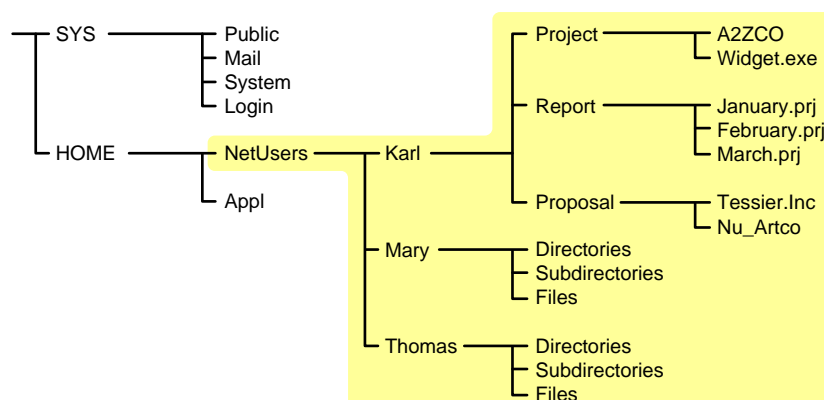 SYS
Public
Mail
System
Login
HOME
NetUsers
Appl
Karl
Project
A2ZCO
Widget.exe
Report
January.prj
February.prj
March.prj
Proposal
Tessier.Inc
Nu_Artco
Mary
Directories
Subdirectories
Files
Thomas
Directories
Subdirectories
Files